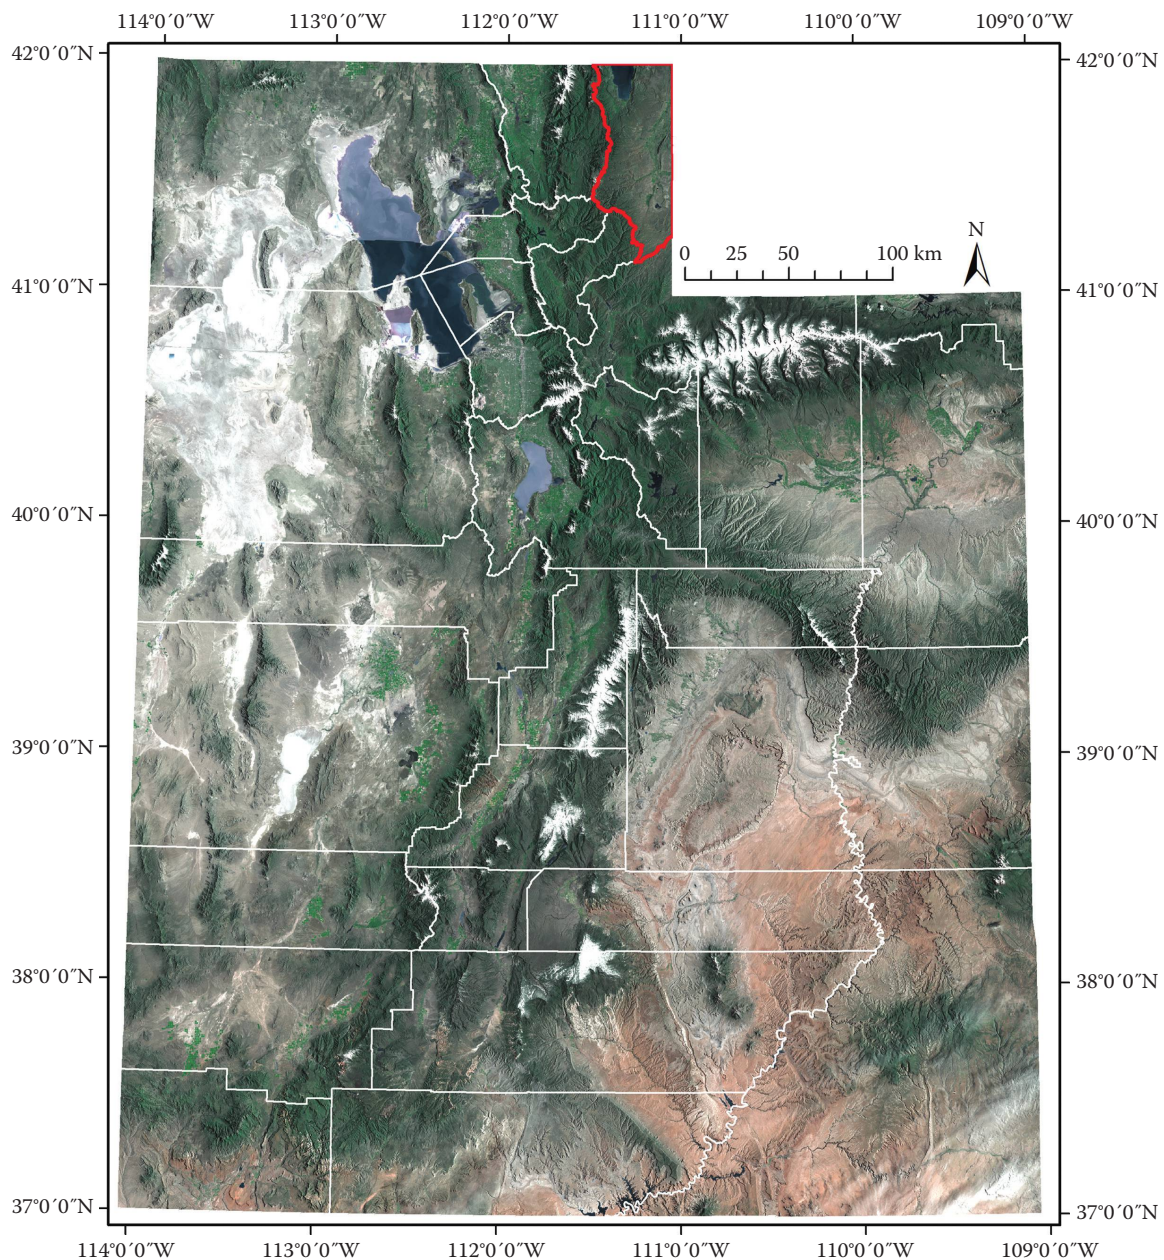 114°0′0″W 113°0′0″W 112°0′0″W 111°0′0″W 110°0′0″W 109°0′0″W
42°0′0″N 42°0′0″N
N
0 25 50 100 km
41°0′0″N 41°0′0″N
40°0′0″N 40°0′0″N
39°0′0″N 39°0′0″N
38°0′0″N 38°0′0″N
37°0′0″N 37°0′0″N
114°0′0″W 113°0′0″W 112°0′0″W 111°0′0″W 110°0′0″W 109°0′0″W